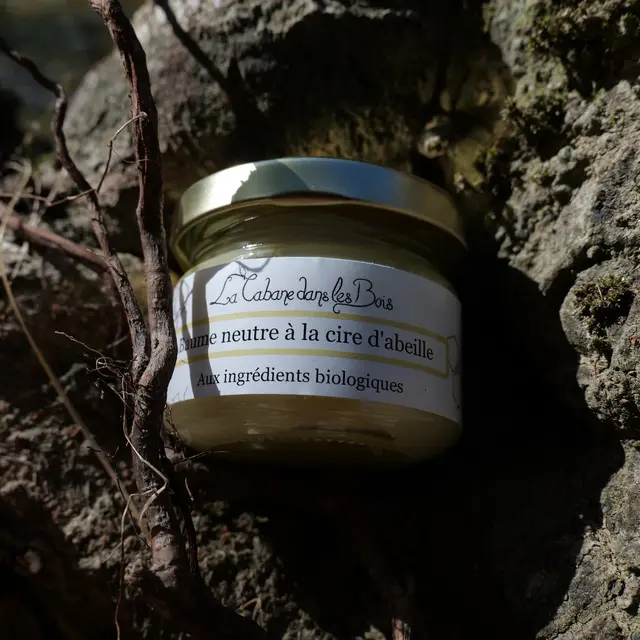 La Cabane dans les Bois
Baume neutre à la cire d'abeille
Aux ingrédients biologiques